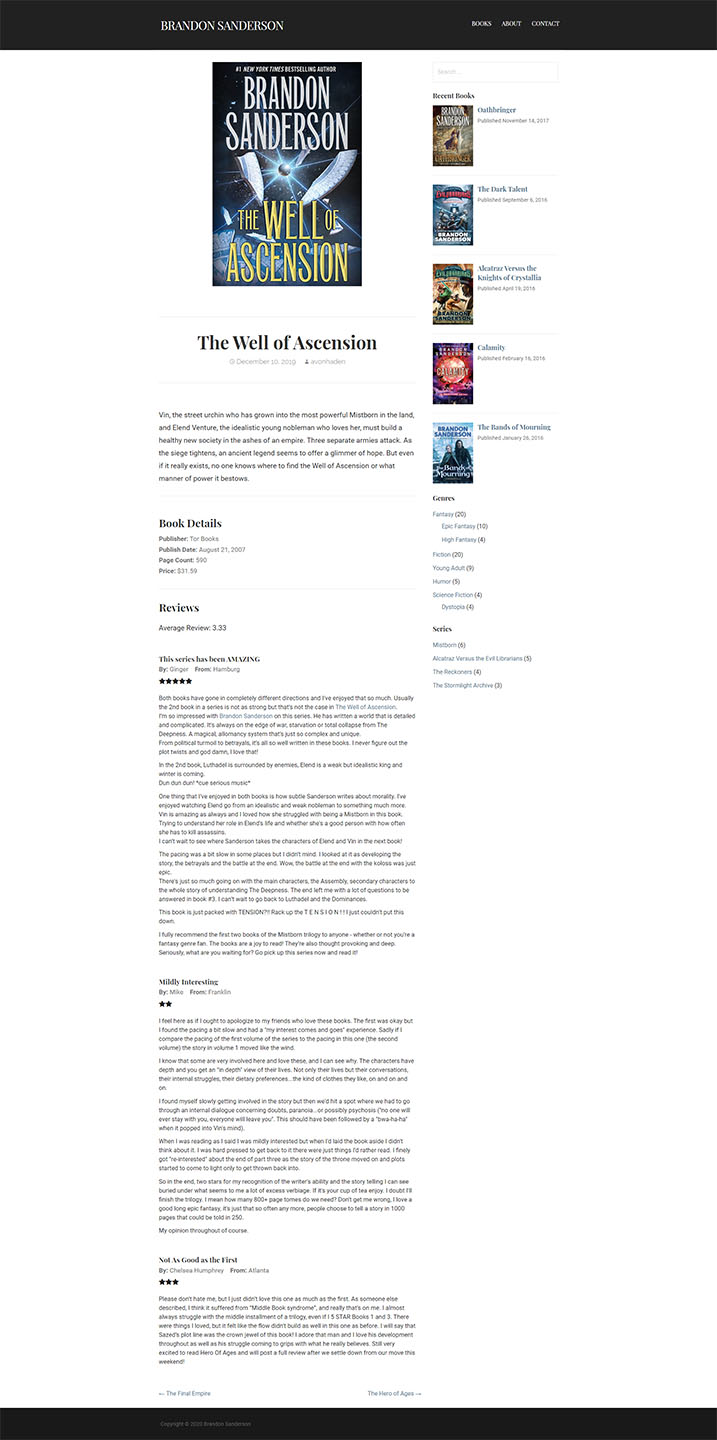 BRANDON SANDERSON
BOOKS ABOUT CONTACT
#1 NEW YORK TIMES BESTSELLING AUTHOR
BRANDON
SANDERSON
THE WELL OF
ASCENSION
The Well of Ascension
December 10, 2019 avonhaden
Vin, the street urchin who has grown into the most powerful Mistborn in the land,
and Elend Venture, the idealistic young nobleman who loves her, must build a
healthy new society in the ashes of an empire. Three separate armies attack. As
the siege tightens, an ancient legend seems to offer a glimmer of hope. But even
if it really exists, no one knows where to find the Well of Ascension or what
manner of power it bestows.
Book Details
Publisher: Tor Books
Publish Date: August 21, 2007
Page Count: 590
Price: $31.59
Reviews
Average Review: 3.33
This series has been AMAZING
By: Ginger From: Hamburg
★★★★★
Both books have gone in completely different directions and I've enjoyed that so much. Usually
the 2nd book in a series is not as strong but that's not the case in The Well of Ascension.
I'm so impressed with Brandon Sanderson on this series. He has written a world that is detailed
and complicated. It's always on the edge of war, starvation or total collapse from The
Deepness. A magical, allomancy system that's just so complex and unique.
From political turmoil to betrayals, it's all so well written in these books. I never figure out the
plot twists and god damn, I love that!
In the 2nd book, Luthadel is surrounded by enemies, Elend is a weak but idealistic king and
winter is coming.
Dun dun dun! *cue serious music*
One thing that I've enjoyed in both books is how subtle Sanderson writes about morality. I've
enjoyed watching Elend go from an idealistic and weak nobleman to something much more.
Vin is amazing as always and I loved how she struggled with being a Mistborn in this book.
Trying to understand her role in Elend's life and whether she's a good person with how often
she has to kill assassins.
I can't wait to see where Sanderson takes the characters of Elend and Vin in the next book!
The pacing was a bit slow in some places but I didn't mind. I looked at it as developing the
story, the betrayals and the battle at the end. Wow, the battle at the end with the koloss was just
epic.
There's just so much going on with the main characters, the Assembly, secondary characters to
the whole story of understanding The Deepness. The end left me with a lot of questions to be
answered in book #3. I can't wait to go back to Luthadel and the Dominances.
This book is just packed with TENSION?!! Rack up the T E N S I O N ! ! I just couldn't put this
down.
I fully recommend the first two books of the Mistborn trilogy to anyone - whether or not you're a
fantasy genre fan. The books are a joy to read! They're also thought provoking and deep.
Seriously, what are you waiting for? Go pick up this series now and read it!
Mildly Interesting
By: Mike From: Franklin
★★
I feel here as if I ought to apologize to my friends who love these books. The first was okay but
I found the pacing a bit slow and had a "my interest comes and goes" experience. Sadly if I
compare the pacing of the first volume of the series to the pacing in this one (the second
volume) the story in volume 1 moved like the wind.
I know that some are very involved here and love these, and I can see why. The characters have
depth and you get an "in depth" view of their lives. Not only their lives but their conversations,
their internal struggles, their dietary preferences...the kind of clothes they like, on and on and
on.
I found myself slowly getting involved in the story but then we'd hit a spot where we had to go
through an internal dialogue concerning doubts, paranoia...or possibly psychosis ("no one will
ever stay with you, everyone will leave you". This should have been followed by a "bwa-ha-ha"
when it popped into Vin's mind).
When I was reading as I said I was mildly interested but when I'd laid the book aside I didn't
think about it. I was hard pressed to get back to it there were just things I'd rather read. I finely
got "re-interested" about the end of part three as the story of the throne moved on and plots
started to come to light only to get thrown back into.
So in the end, two stars for my recognition of the writer's ability and the story telling I can see
buried under what seems to me a lot of excess verbiage. If it's your cup of tea enjoy. I doubt I'll
finish the trilogy. I mean how many 800+ page tomes do we need? Don't get me wrong, I love a
good long epic fantasy, it's just that so often any more, people choose to tell a story in 1000
pages that could be told in 250.
My opinion throughout of course.
Not As Good as the First
By: Chelsea Humphrey From: Atlanta
★★★
Please don't hate me, but I just didn't love this one as much as the first. As someone else
described, I think it suffered from "Middle Book syndrome", and really that's on me. I almost
always struggle with the middle installment of a trilogy, even if I 5 STAR Books 1 and 3. There
were things I loved, but it felt like the flow didn't build as well in this one as before. I will say that
Sazed's plot line was the crown jewel of this book! I adore that man and I love his development
throughout as well as his struggle coming to grips with what he really believes. Still very
excited to read Hero Of Ages and will post a full review after we settle down from our move this
weekend!
← The Final Empire The Hero of Ages →
Search …
Recent Books
BRANDON
SANDERSON
OATHBRINGER
Oathbringer
Published November 14, 2017
BRANDON
SANDERSON
The Dark Talent
Published September 6, 2016
BRANDON
SANDERSON
Alcatraz Versus the
Knights of Crystallia
Published April 19, 2016
BRANDON
SANDERSON
CALAMITY
Calamity
Published February 16, 2016
BRANDON
SANDERSON
The Bands of
Mourning
The Bands of Mourning
Published January 26, 2016
Genres
Fantasy (20)
Epic Fantasy (10)
High Fantasy (4)
Fiction (20)
Young Adult (9)
Humor (5)
Science Fiction (4)
Dystopia (4)
Series
Mistborn (6)
Alcatraz Versus the Evil Librarians (5)
The Reckoners (4)
The Stormlight Archive (3)
Copyright © 2020 Brandon Sanderson